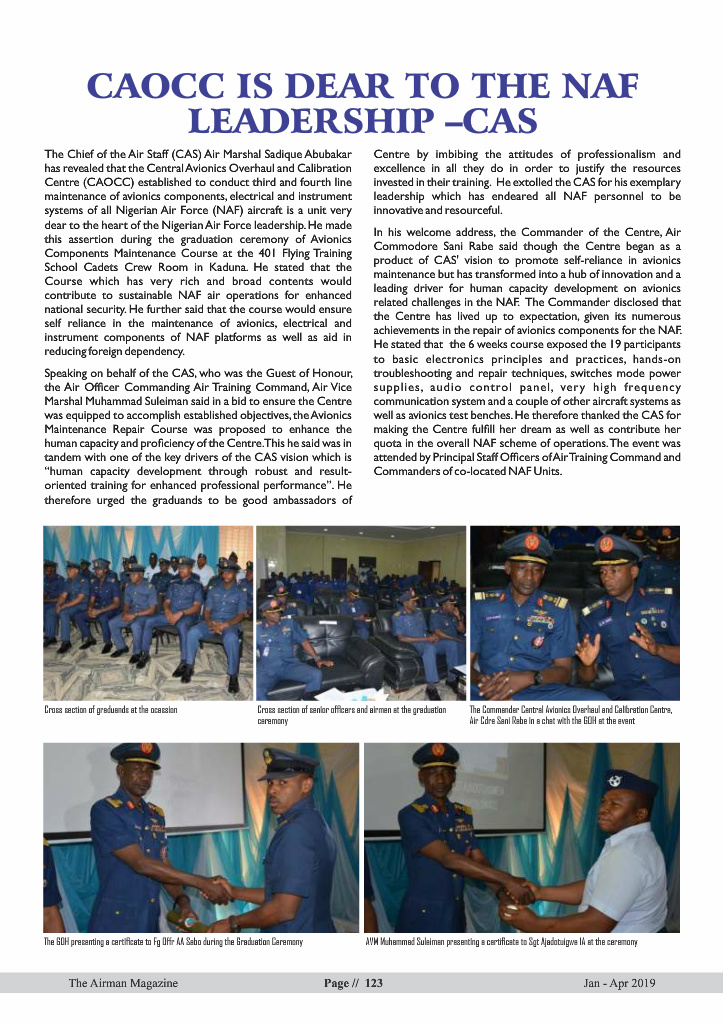 CAOCC IS DEAR TO THE NAF
LEADERSHIP –CAS
The Chief of the Air Staff (CAS) Air Marshal Sadique Abubakar
has revealed that the Central Avionics Overhaul and Calibration
Centre (CAOCC) established to conduct third and fourth line
maintenance of avionics components, electrical and instrument
systems of all Nigerian Air Force (NAF) aircraft is a unit very
dear to the heart of the Nigerian Air Force leadership. He made
this assertion during the graduation ceremony of Avionics
Components Maintenance Course at the 401 Flying Training
School Cadets Crew Room in Kaduna. He stated that the
Course which has very rich and broad contents would
contribute to sustainable NAF air operations for enhanced
national security. He further said that the course would ensure
self reliance in the maintenance of avionics, electrical and
instrument components of NAF platforms as well as aid in
reducing foreign dependency.
Speaking on behalf of the CAS, who was the Guest of Honour,
the Air Officer Commanding Air Training Command, Air Vice
Marshal Muhammad Suleiman said in a bid to ensure the Centre
was equipped to accomplish established objectives, the Avionics
Maintenance Repair Course was proposed to enhance the
human capacity and proficiency of the Centre. This he said was in
tandem with one of the key drivers of the CAS vision which is
“human capacity development through robust and result-
oriented training for enhanced professional performance”. He
therefore urged the graduands to be good ambassadors of
Centre by imbibing the attitudes of professionalism and
excellence in all they do in order to justify the resources
invested in their training. He extolled the CAS for his exemplary
leadership which has endeared all NAF personnel to be
innovative and resourceful.
In his welcome address, the Commander of the Centre, Air
Commodore Sani Rabe said though the Centre began as a
product of CAS' vision to promote self-reliance in avionics
maintenance but has transformed into a hub of innovation and a
leading driver for human capacity development on avionics
related challenges in the NAF. The Commander disclosed that
the Centre has lived up to expectation, given its numerous
achievements in the repair of avionics components for the NAF.
He stated that the 6 weeks course exposed the 19 participants
to basic electronics principles and practices, hands-on
troubleshooting and repair techniques, switches mode power
supplies, audio control panel, very high frequency
communication system and a couple of other aircraft systems as
well as avionics test benches. He therefore thanked the CAS for
making the Centre fulfill her dream as well as contribute her
quota in the overall NAF scheme of operations. The event was
attended by Principal Staff Officers of Air Training Command and
Commanders of co-located NAF Units.
Cross section of graduands at the ocassion
Cross section of senior officers and airmen at the graduation
ceremony
The Commander Central Avionics Overhaul and Calibration Centre,
Air Cdre Sani Rabe in a chat with the GOH at the event
The GOH presenting a certificate to Fg Offr AA Sabo during the Graduation Ceremony
AVM Muhammad Suleiman presenting a certificate to Sgt Ajadotuigwe IA at the ceremony
The Airman Magazine
Page // 123
Jan - Apr 2019